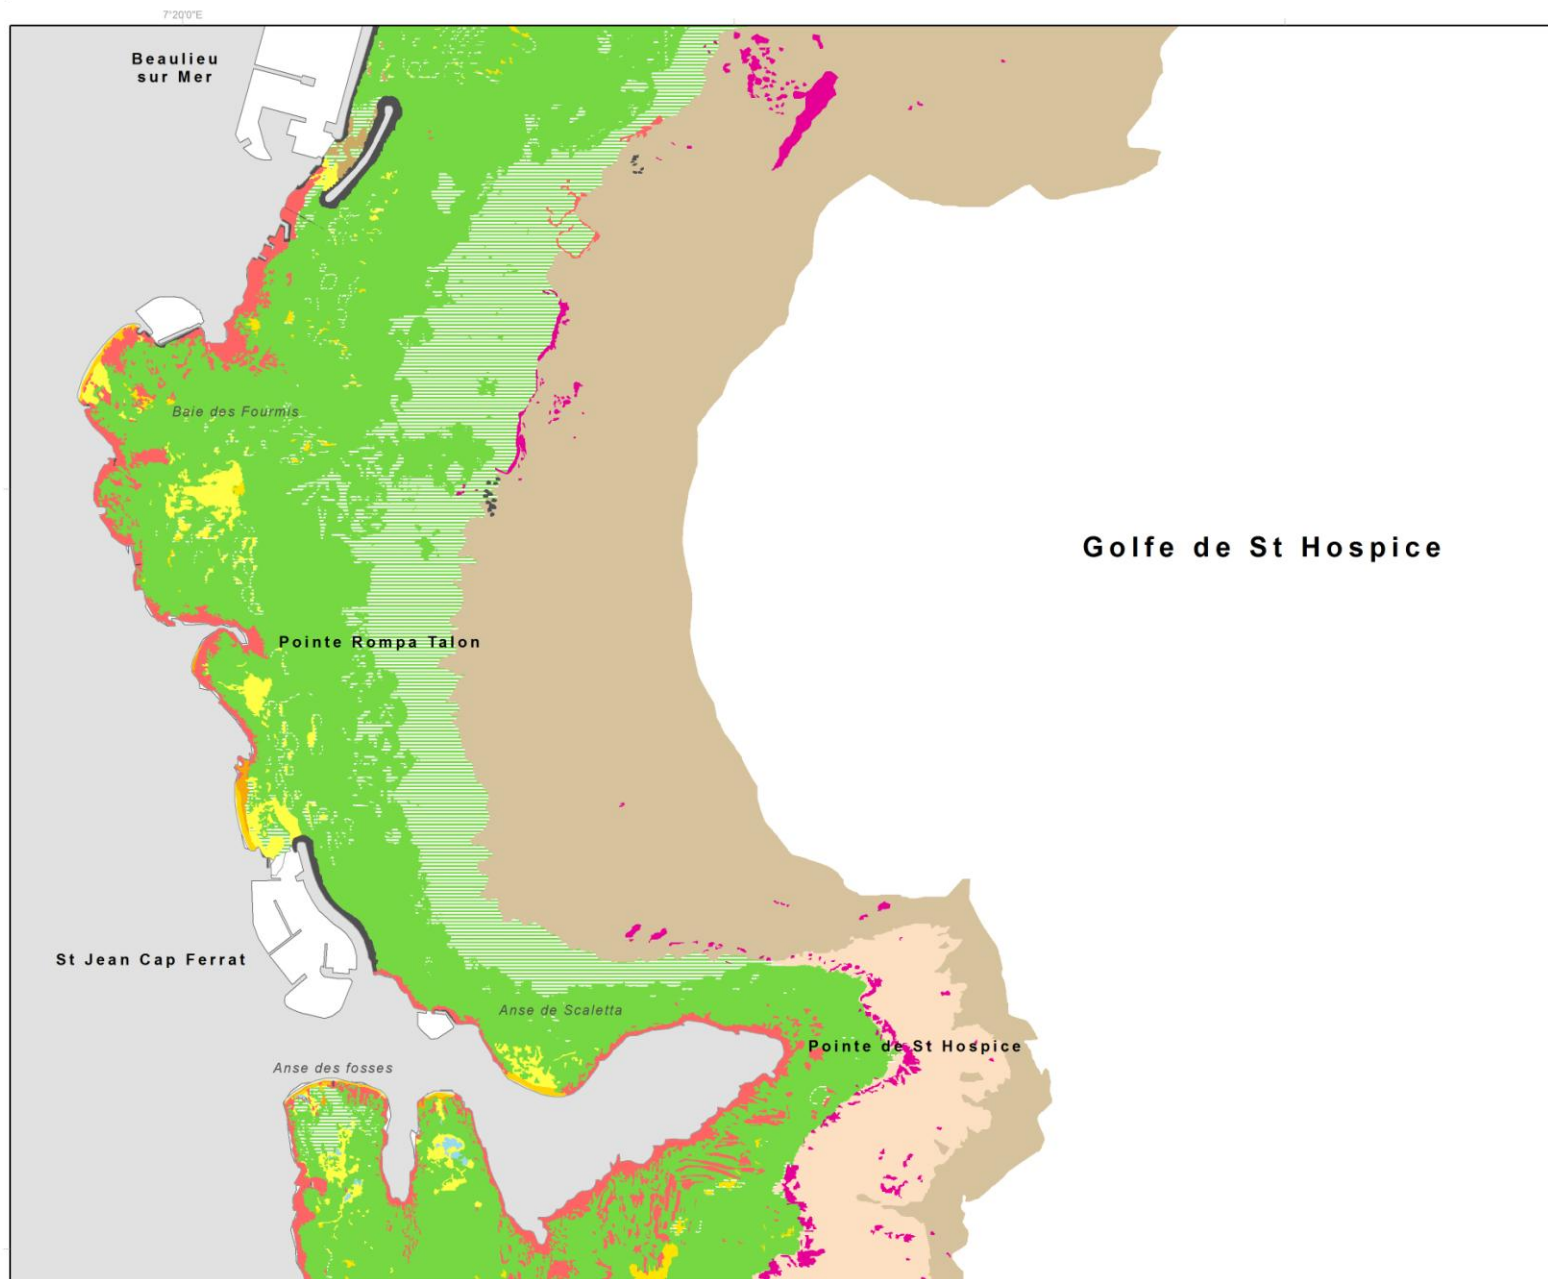 7°20'0"E
Beaulieu
sur Mer
Baie des Fourmis
Golfe de St Hospice
Pointe Rompa Talon
St Jean Cap Ferrat
Anse de Scaletta
Pointe de St Hospice
Anse des fosses